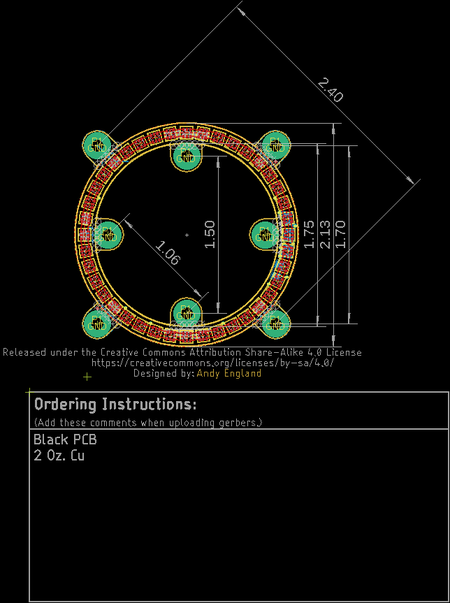 2.40
1.50
1.75
2.13
1.70
1.06
Released under the Creative Commons Attribution Share-Alike 4.0 License
https://creativecommons.org/licenses/by-sa/4.0/
Designed by: Andy England
Ordering Instructions:
(Add these comments when uploading gerbers.)
Black PCB
2 Oz. Cu